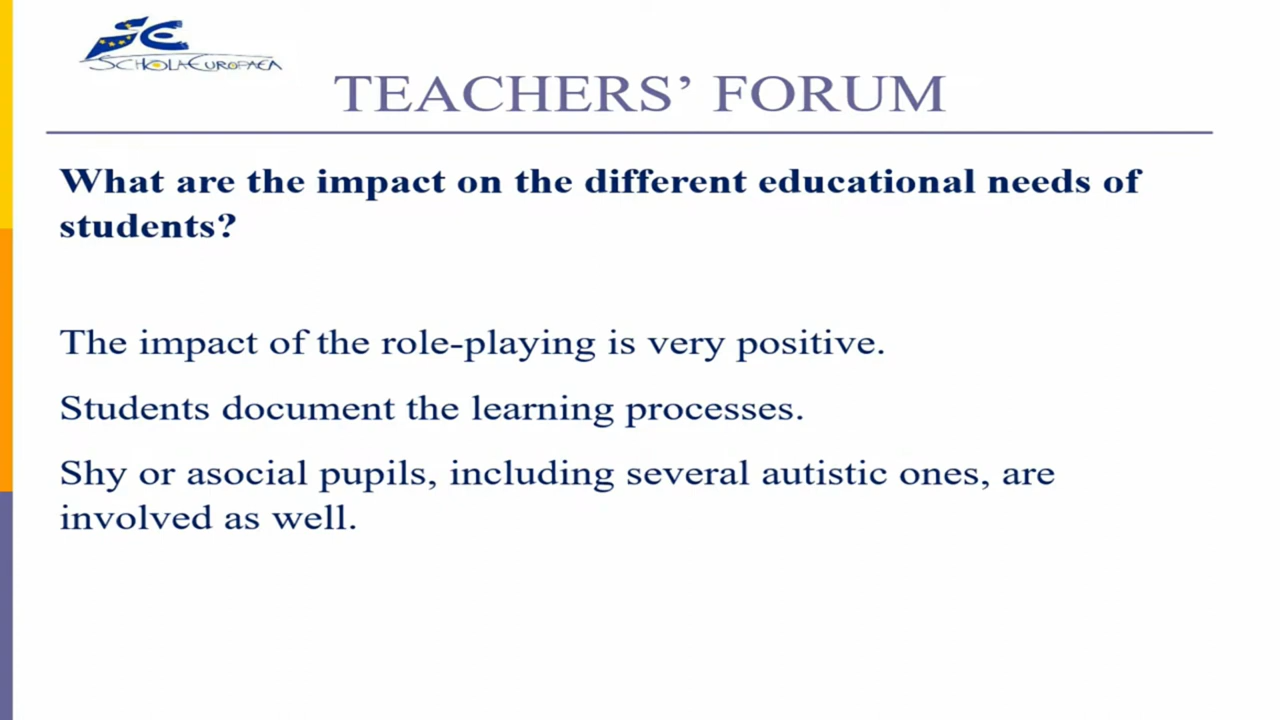 SCHOLA EUROPAEA
TEACHERS’ FORUM
What are the impact on the different educational needs of
students?
The impact of the role-playing is very positive.
Students document the learning processes.
Shy or asocial pupils, including several autistic ones, are
involved as well.